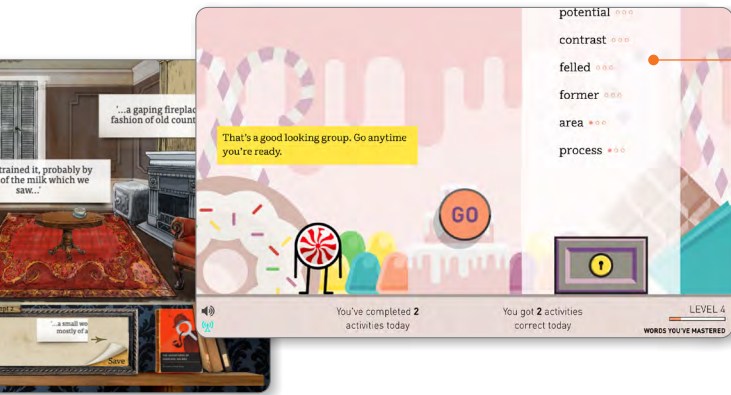 potential
contrast
felled
former
area
process
That's a good looking group. Go anytime
you're ready.
GO
You've completed 2
activities today
You got 2 activities
correct today
LEVEL 4
WORDS YOU'VE MASTERED
'...a gaping fireplac
fashion of old count
trained it, probably by
of the milk which we
saw...'
'...a small wo
mostly of a
Save